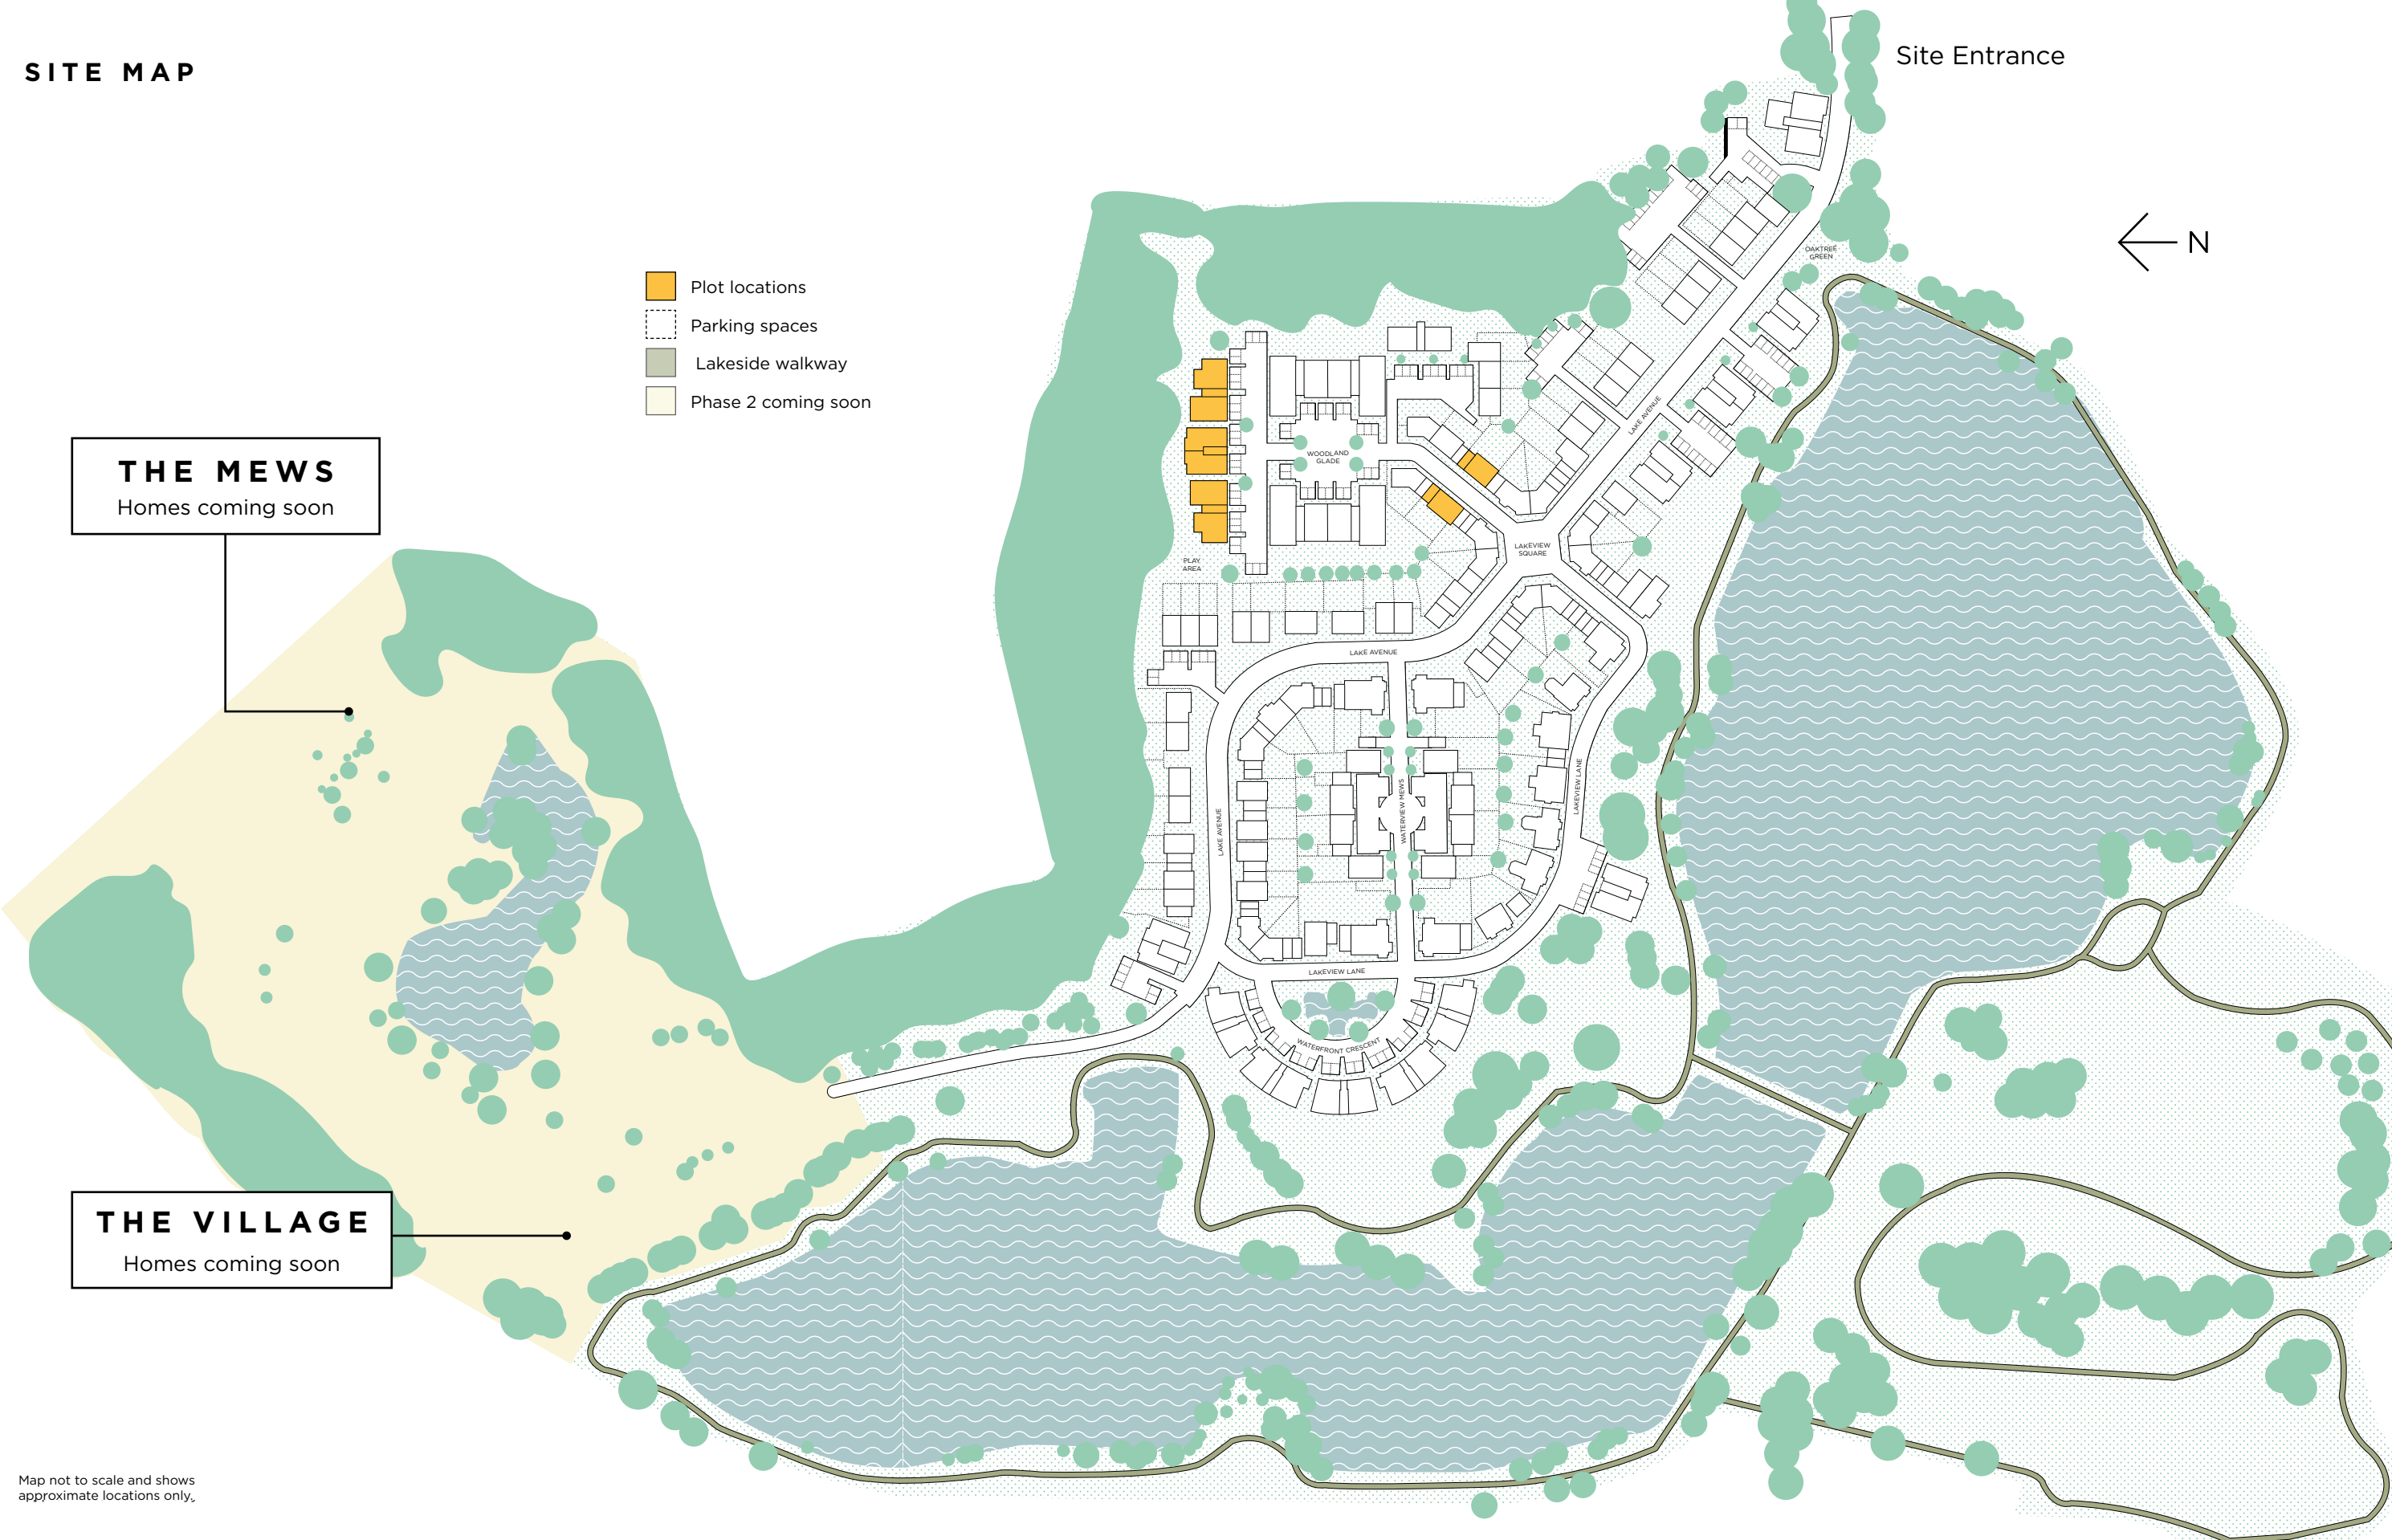 SITE MAP
Site Entrance
N
Plot locations
Parking spaces
Lakeside walkway
Phase 2 coming soon
THE MEWS
Homes coming soon
OAKTREE
GREEN
LAKE AVENUE
WOODLAND
GLADE
LAKEVIEW
SQUARE
PLAY
AREA
LAKE AVENUE
LAKEVIEW LANE
WATERVIEW MEWS
LAKE AVENUE
LAKEVIEW LANE
WATERFRONT CRESCENT
THE VILLAGE
Homes coming soon
Map not to scale and shows
approximate locations only.